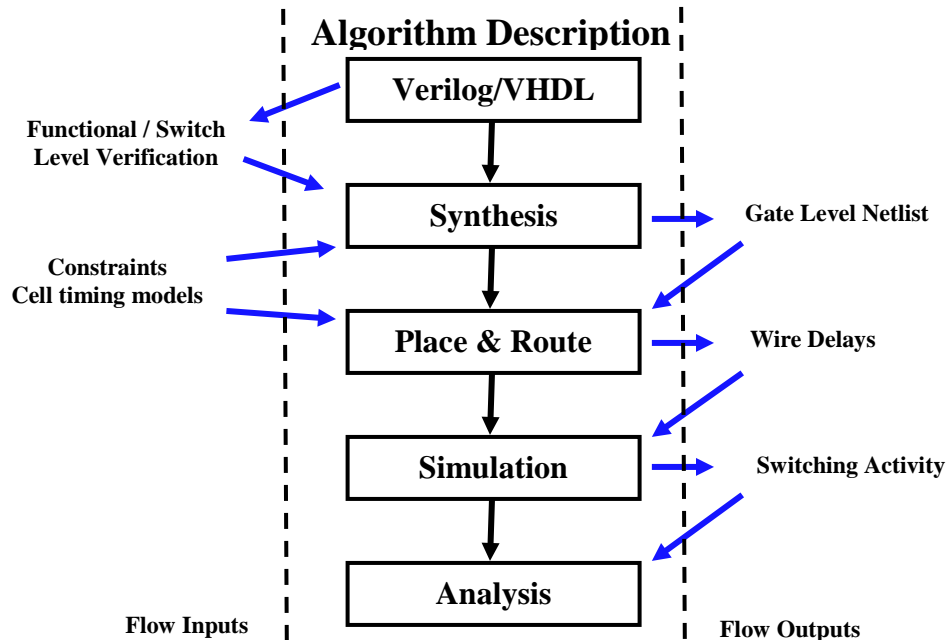 Algorithm Description
Verilog/VHDL
Functional / Switch
Level Verification
Synthesis
Gate Level Netlist
Constraints
Cell timing models
Place & Route
Wire Delays
Simulation
Switching Activity
Analysis
Flow Inputs
Flow Outputs